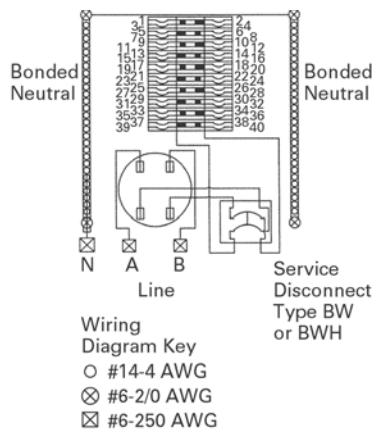 1 2
3 4
5 6
7 8
9 10
11 12
13 14
15 16
17 18
19 20
21 22
23 24
25 26
27 28
29 30
31 32
33 34
35 36
37 38
39 40
Bonded
Neutral
Bonded
Neutral
N A B
Line
Service
Disconnect
Type BW
or BWH
Wiring
Diagram Key
#14-4 AWG
#6-2/0 AWG
#6-250 AWG